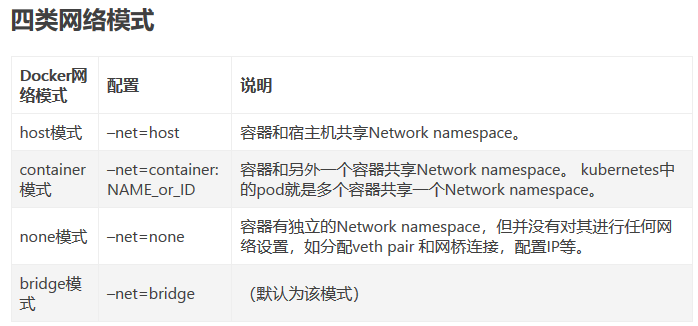 四类网络模式
Docker网
络模式
配置
说明
host模式
–net=host
容器和宿主机共享Network namespace。
container
模式
–net=container:
NAME_or_ID
容器和另外一个容器共享Network namespace。 kubernetes中
的pod就是多个容器共享一个Network namespace。
none模式
–net=none
容器有独立的Network namespace，但并没有对其进行任何网
络设置，如分配veth pair 和网桥连接，配置IP等。
bridge模
式
–net=bridge
（默认为该模式）